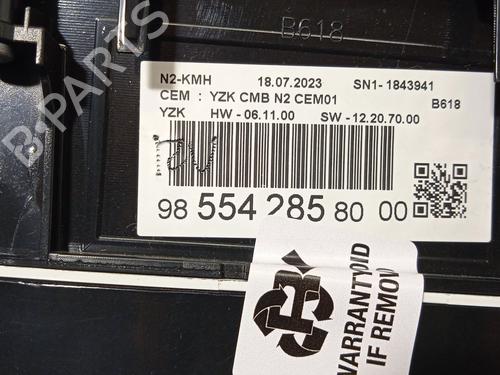 B618
N2-KMH 18.07.2023 SN1- 1843941
CEM : YZK CMB N2 CEM01 B618
YZK HW - 06.11.00 SW - 12.20.70.00
98 554 285 80 00
WARRANTY VOID
IF REMOV
B-PARTS